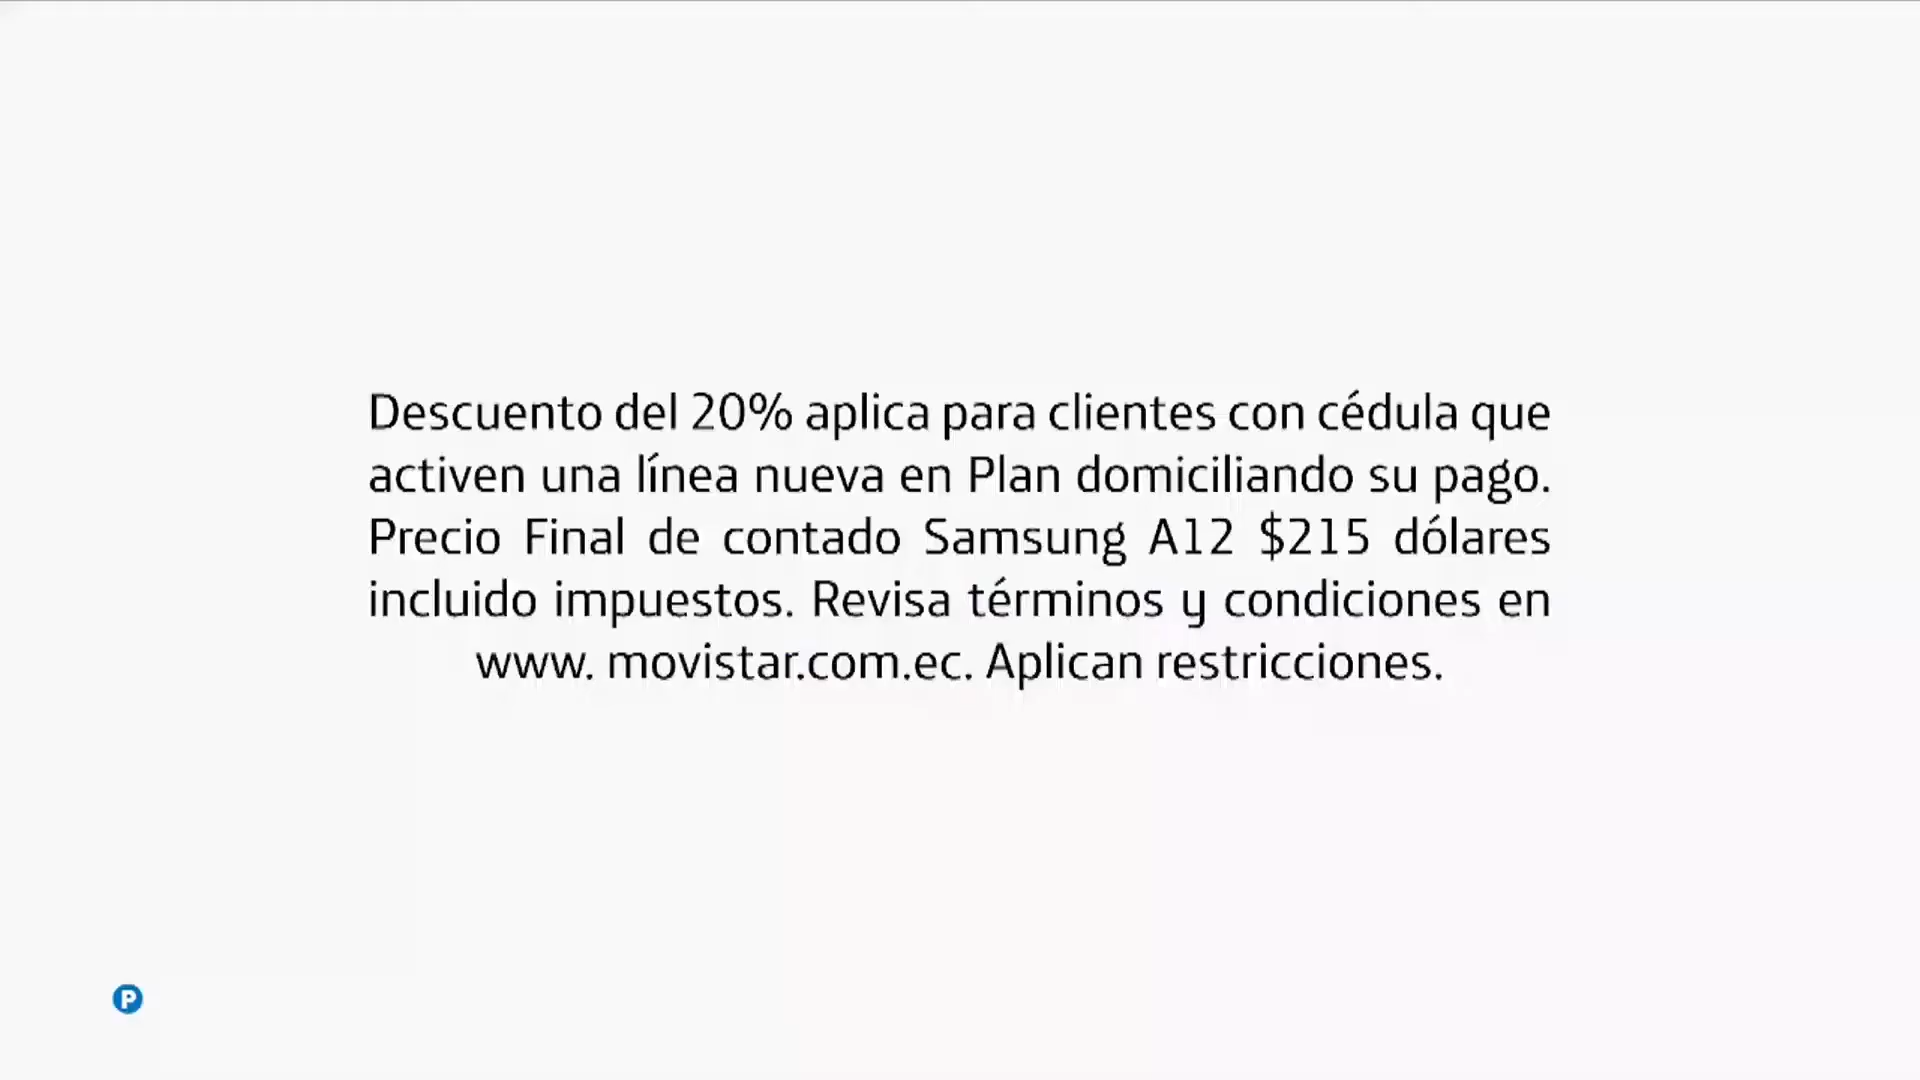 Descuento del 20% aplica para clientes con cédula que
activen una línea nueva en Plan domiciliando su pago.
Precio Final de contado Samsung A12 $215 dólares
incluido impuestos. Revisa términos y condiciones en
www. movistar.com.ec. Aplican restricciones.
P